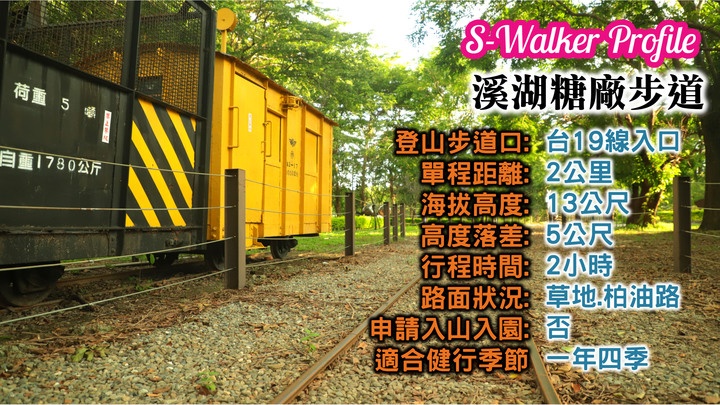 S-Walker Profile
溪湖糖廠步道
登山步道口: 台19線入口
單程距離: 2公里
海拔高度: 13公尺
高度落差: 5公尺
行程時間: 2小時
路面狀況: 草地.柏油路
申請入山入園: 否
適合健行季節 一年四季
荷重 5 噸
自重1780公斤